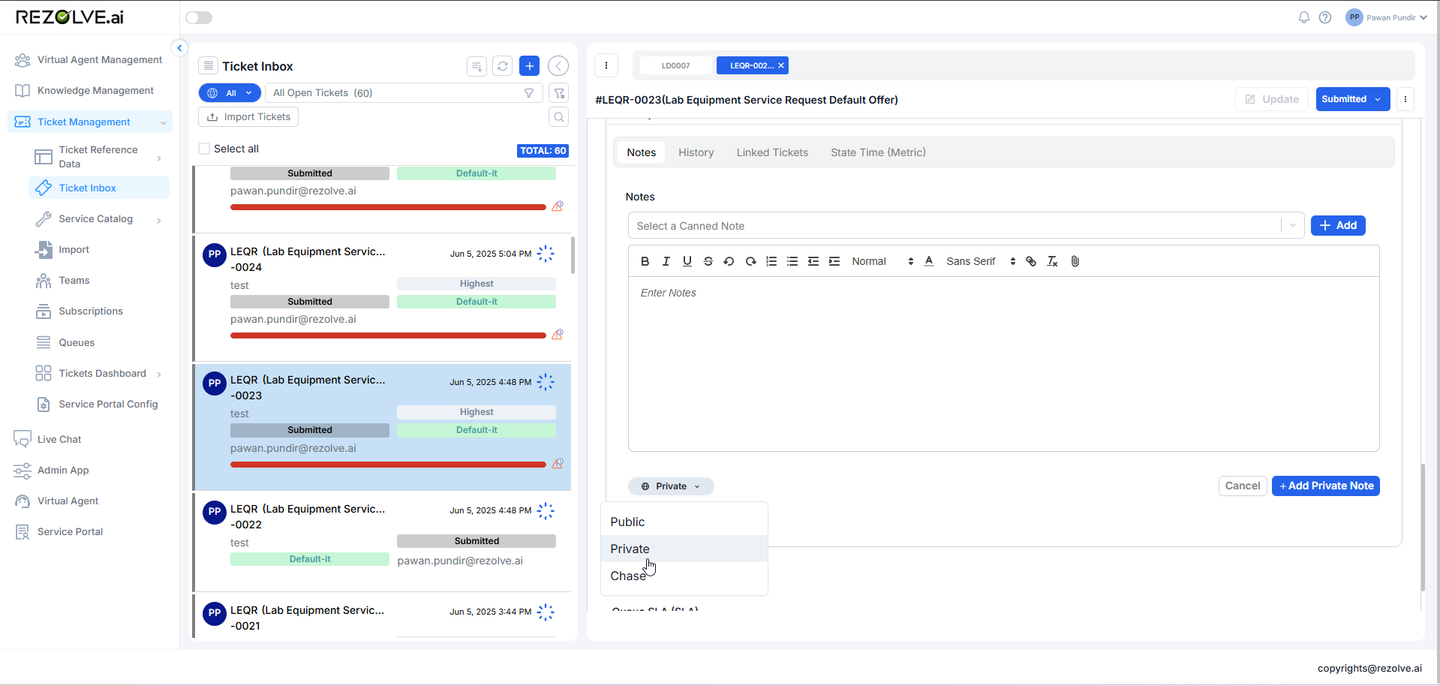 REZOLVE.ai
PP Pawan Pundir
Virtual Agent Management
Knowledge Management
Ticket Management
Ticket Reference
Data
Ticket Inbox
Service Catalog
Import
Teams
Subscriptions
Queues
Tickets Dashboard
Service Portal Config
Live Chat
Admin App
Virtual Agent
Service Portal
Ticket Inbox
All
All Open Tickets (60)
Import Tickets
Select all
TOTAL: 60
Submitted Default-it
pawan.pundir@rezolve.ai
PP LEQR (Lab Equipment Servic... Jun 5, 2025 5:04 PM
-0024
test Highest
Submitted Default-it
pawan.pundir@rezolve.ai
PP LEQR (Lab Equipment Servic... Jun 5, 2025 4:48 PM
-0023
test Highest
Submitted Default-it
pawan.pundir@rezolve.ai
PP LEQR (Lab Equipment Servic... Jun 5, 2025 4:48 PM
-0022
test Submitted
Default-it pawan.pundir@rezolve.ai
PP LEQR (Lab Equipment Servic... Jun 5, 2025 3:44 PM
-0021
LD0007 LEQR-002... ×
#LEQR-0023(Lab Equipment Service Request Default Offer) Update Submitted
Notes History Linked Tickets State Time (Metric)
Notes
Select a Canned Note + Add
B I U S Normal A Sans Serif
Enter Notes
Private Cancel + Add Private Note
Public
Private
Chase
Queue SLA (SLA)
copyrights@rezolve.ai